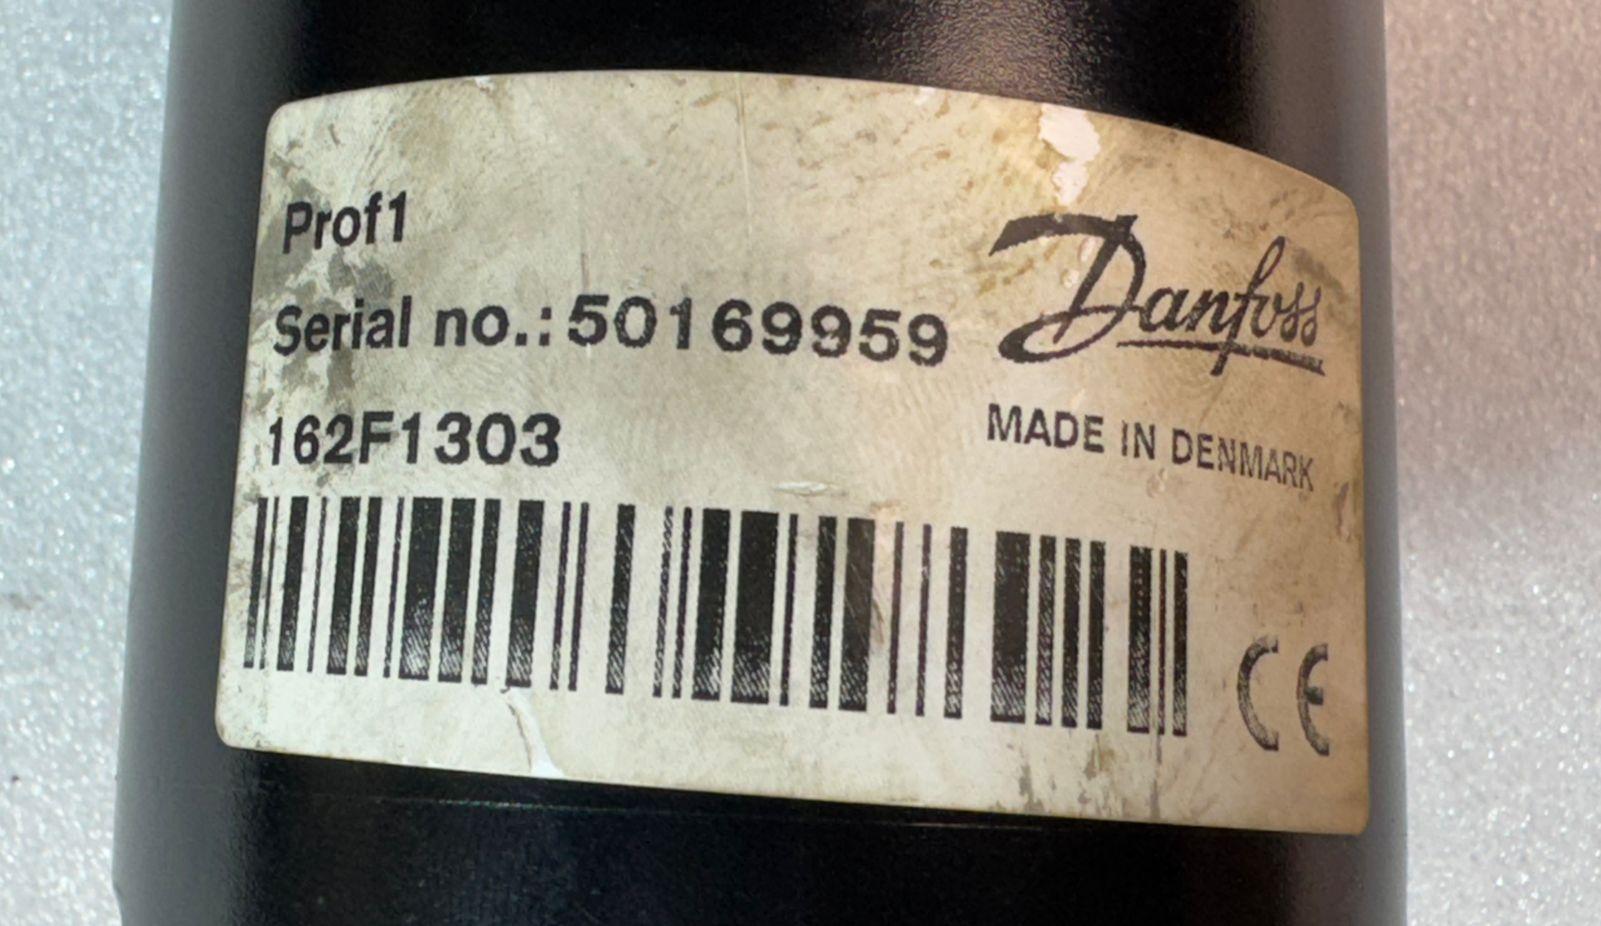 Prof1
Serial no.:50169959
Danfoss
162F1303
MADE IN DENMARK
CE